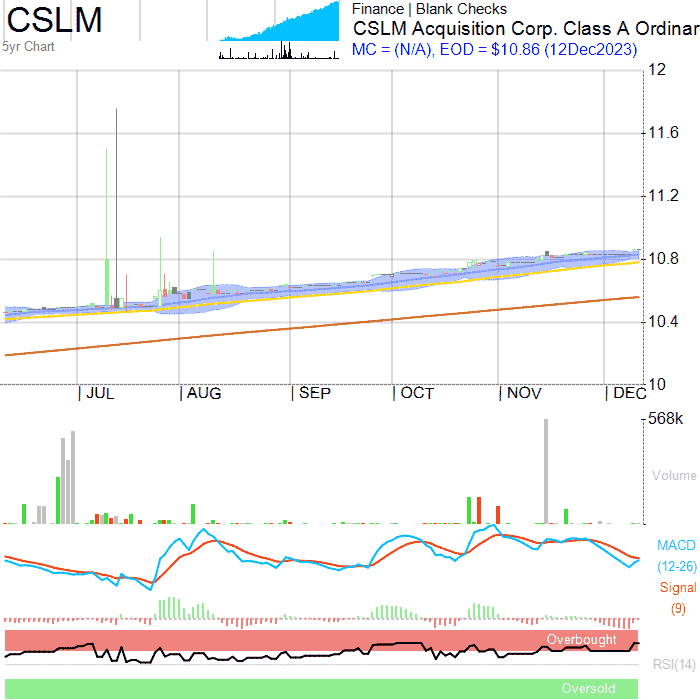 CSLM
5yr Chart
Finance | Blank Checks
CSLM Acquisition Corp. Class A Ordinar
MC = (N/A), EOD = $10.86 (12Dec2023)
12
11.6
11.2
10.8
10.4
10
| JUL
| AUG
| SEP
| OCT
| NOV
| DEC
568k
Volume
MACD
(12-26)
Signal
(9)
Overbought
RSI(14)
Oversold